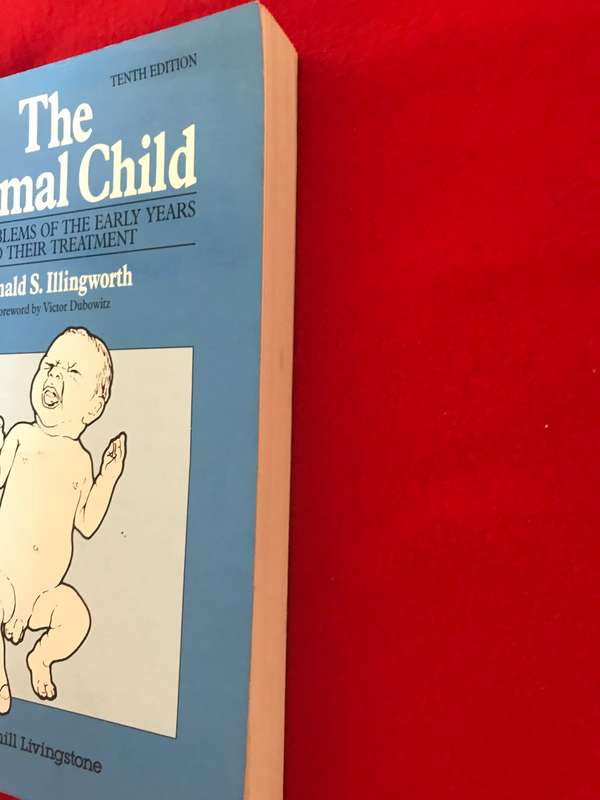 TENTH EDITION
The
mal Child
BLEMS OF THE EARLY YEARS
THEIR TREATMENT
nald S. Illingworth
oreword by Victor Dubowitz
hill Livingstone